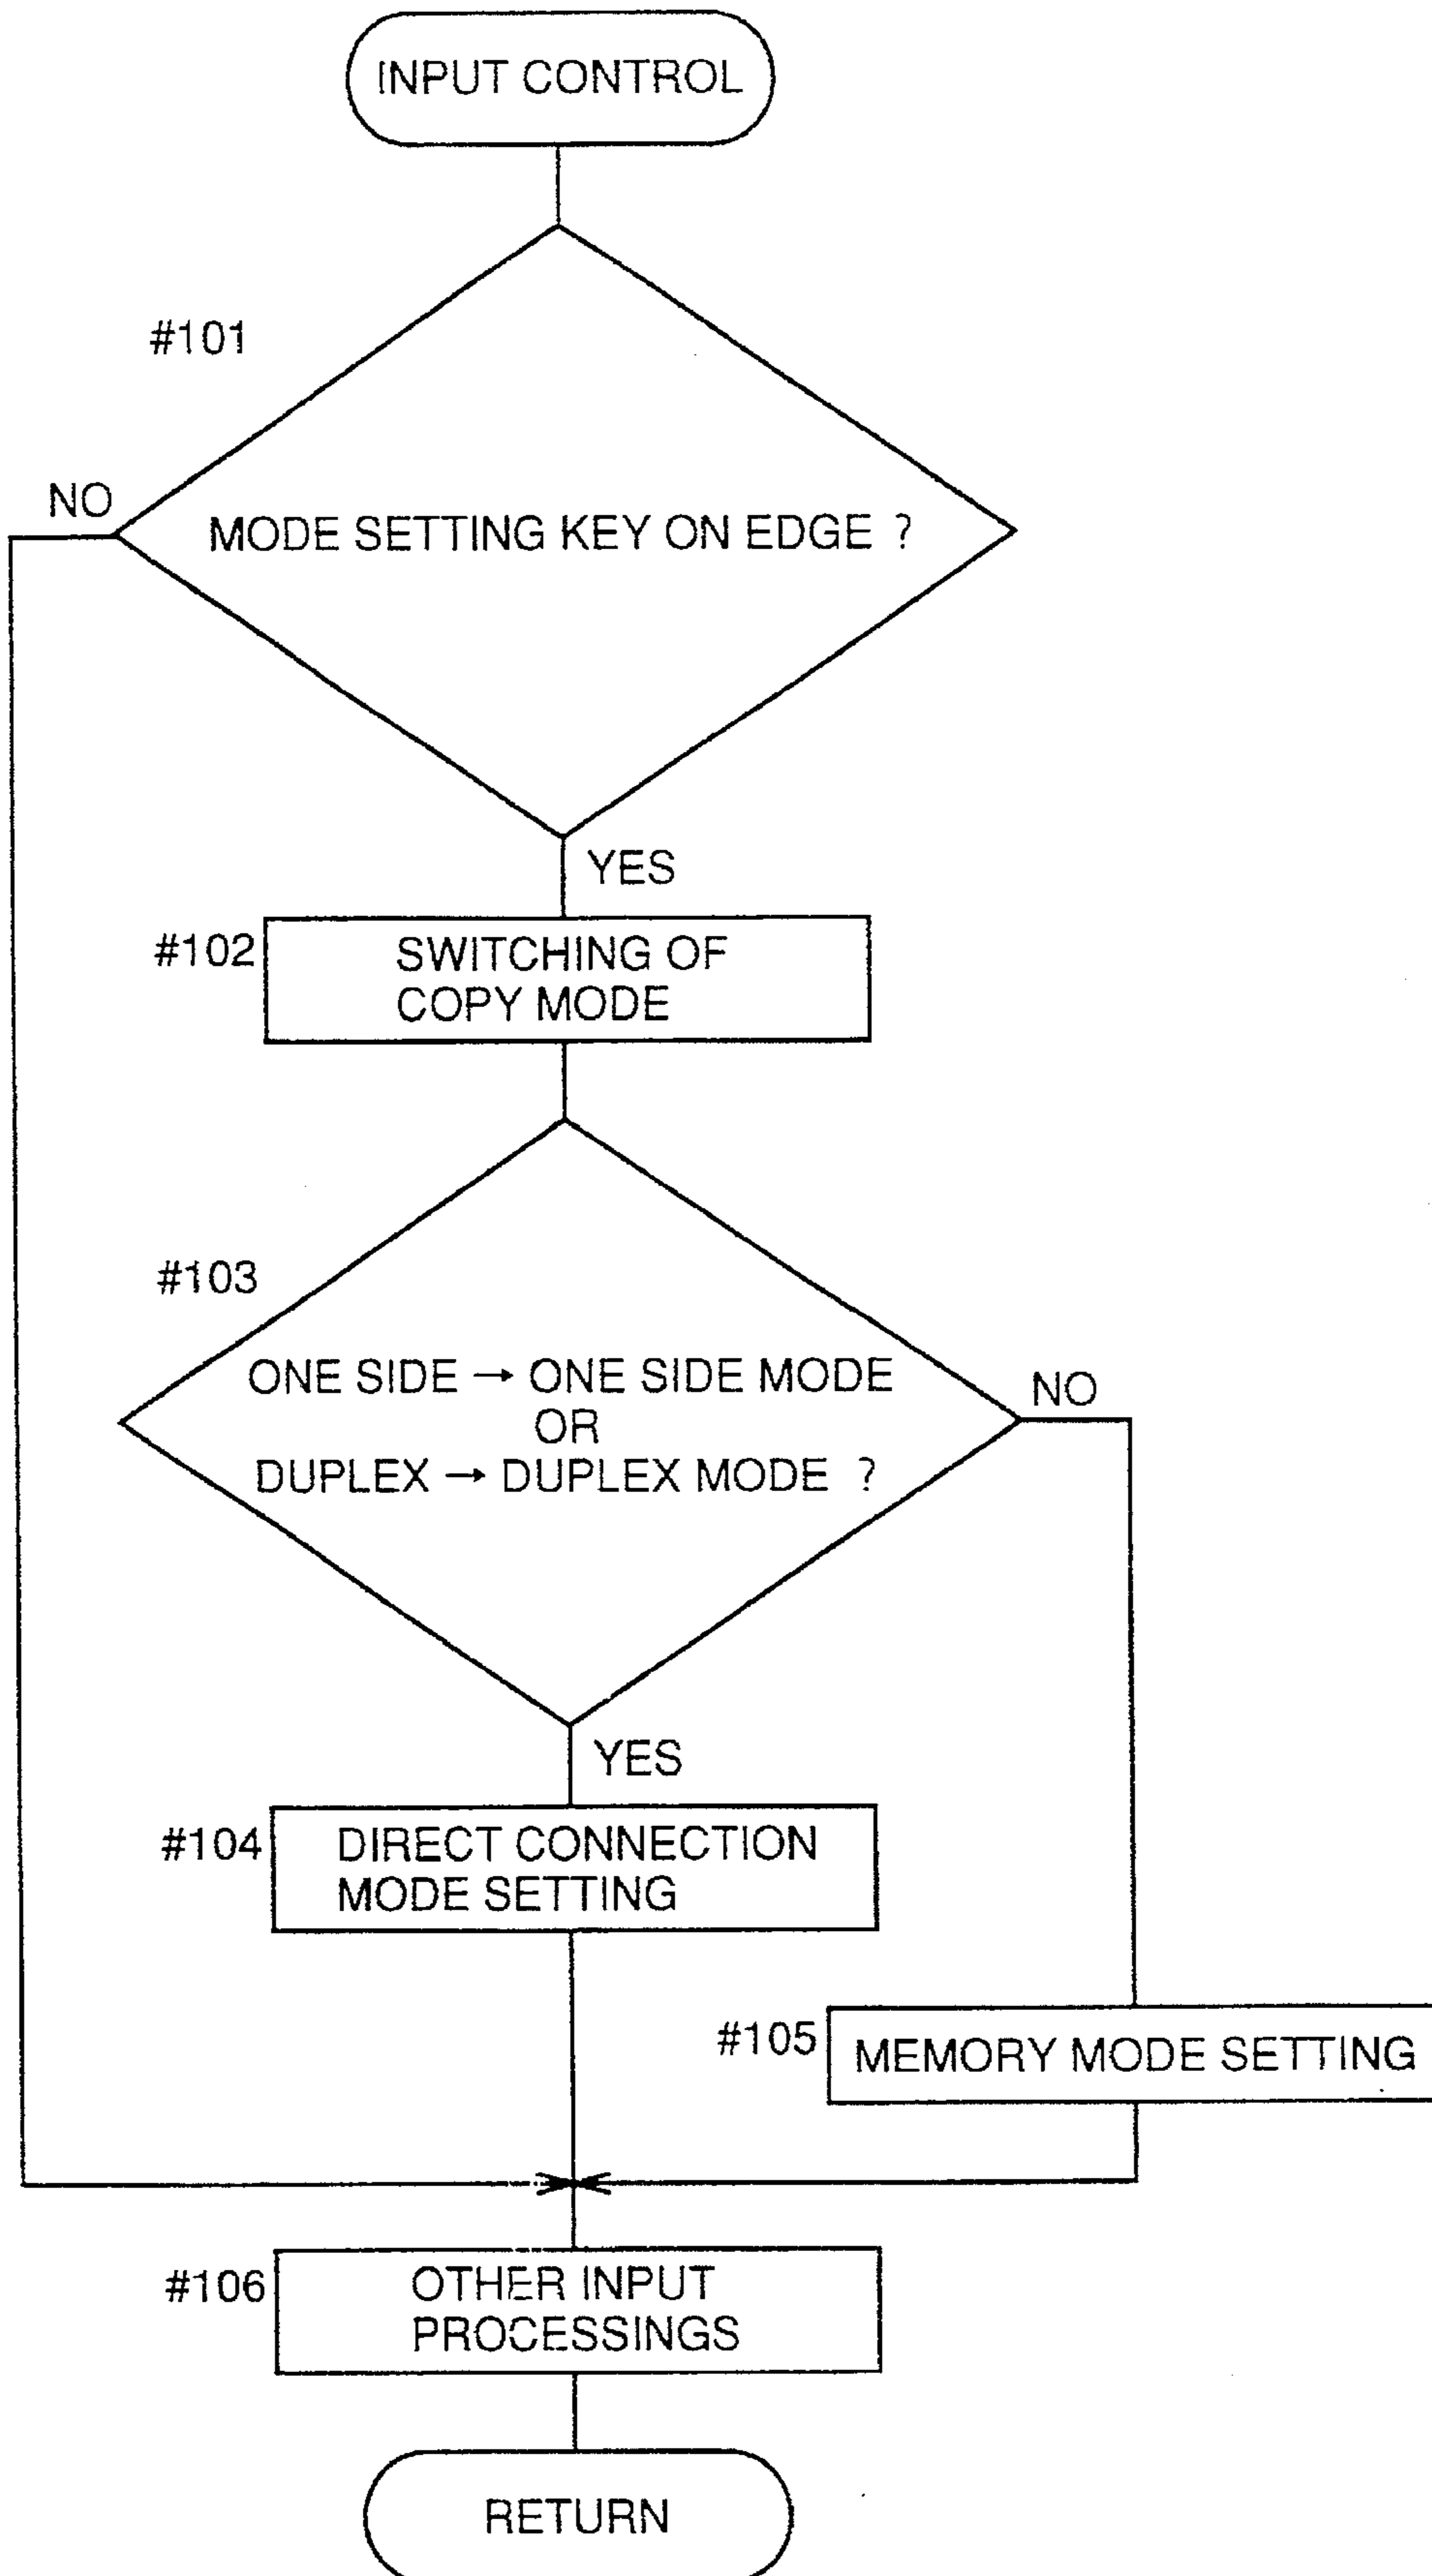 INPUT CONTROL
#101
NO
MODE SETTING KEY ON EDGE ?
YES
#102
SWITCHING OF
COPY MODE
#103
ONE SIDE → ONE SIDE MODE
OR
DUPLEX → DUPLEX MODE ?
NO
YES
#104
DIRECT CONNECTION
MODE SETTING
#105
MEMORY MODE SETTING
#106
OTHER INPUT
PROCESSINGS
RETURN